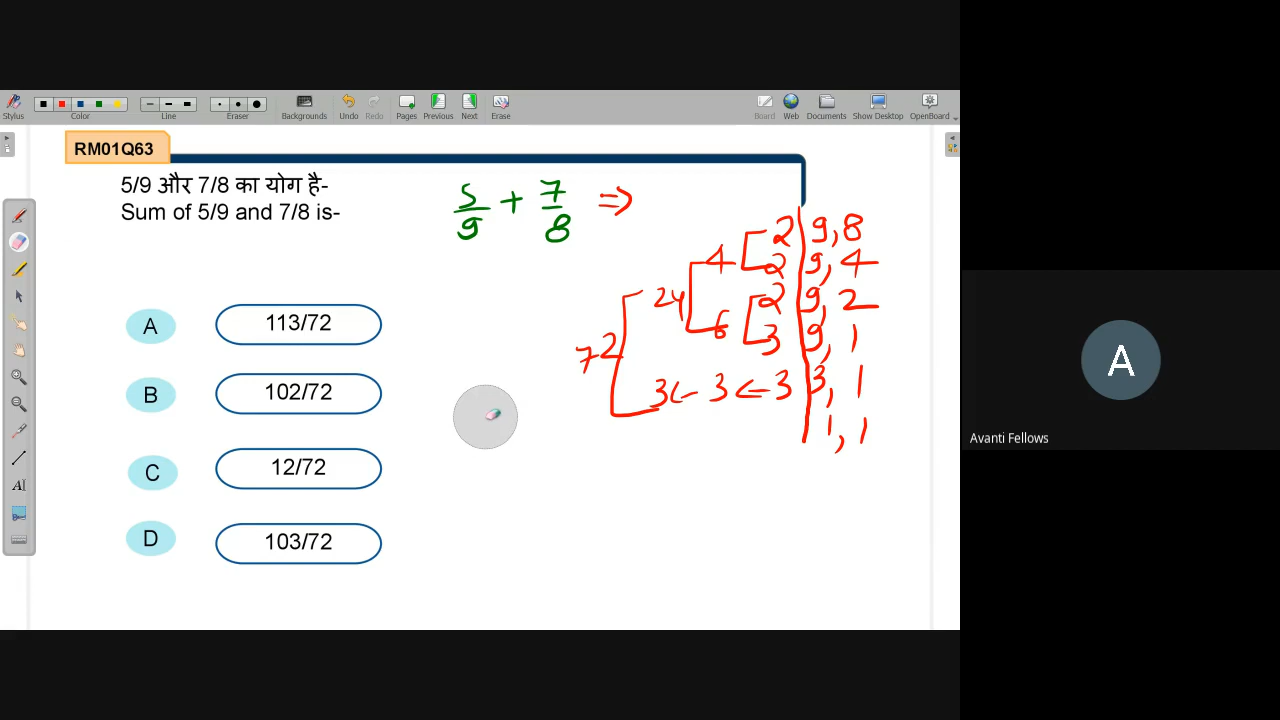 Stylus
Color
Line
Eraser
Backgrounds
Undo
Redo
Pages
Previous
Next
Erase
Board
Web
Documents
Show Desktop
OpenBoard
RM01Q63
5/9 और 7/8 का योग है-
Sum of 5/9 and 7/8 is-
5/9 + 7/8 ⇒
2 | 9, 8
4 2 | 9, 4
24 2 | 9, 2
6 3 | 9, 1
72
3 ← 3 ← 3 | 3, 1
1, 1
A 113/72
B 102/72
C 12/72
D 103/72
A
Avanti Fellows